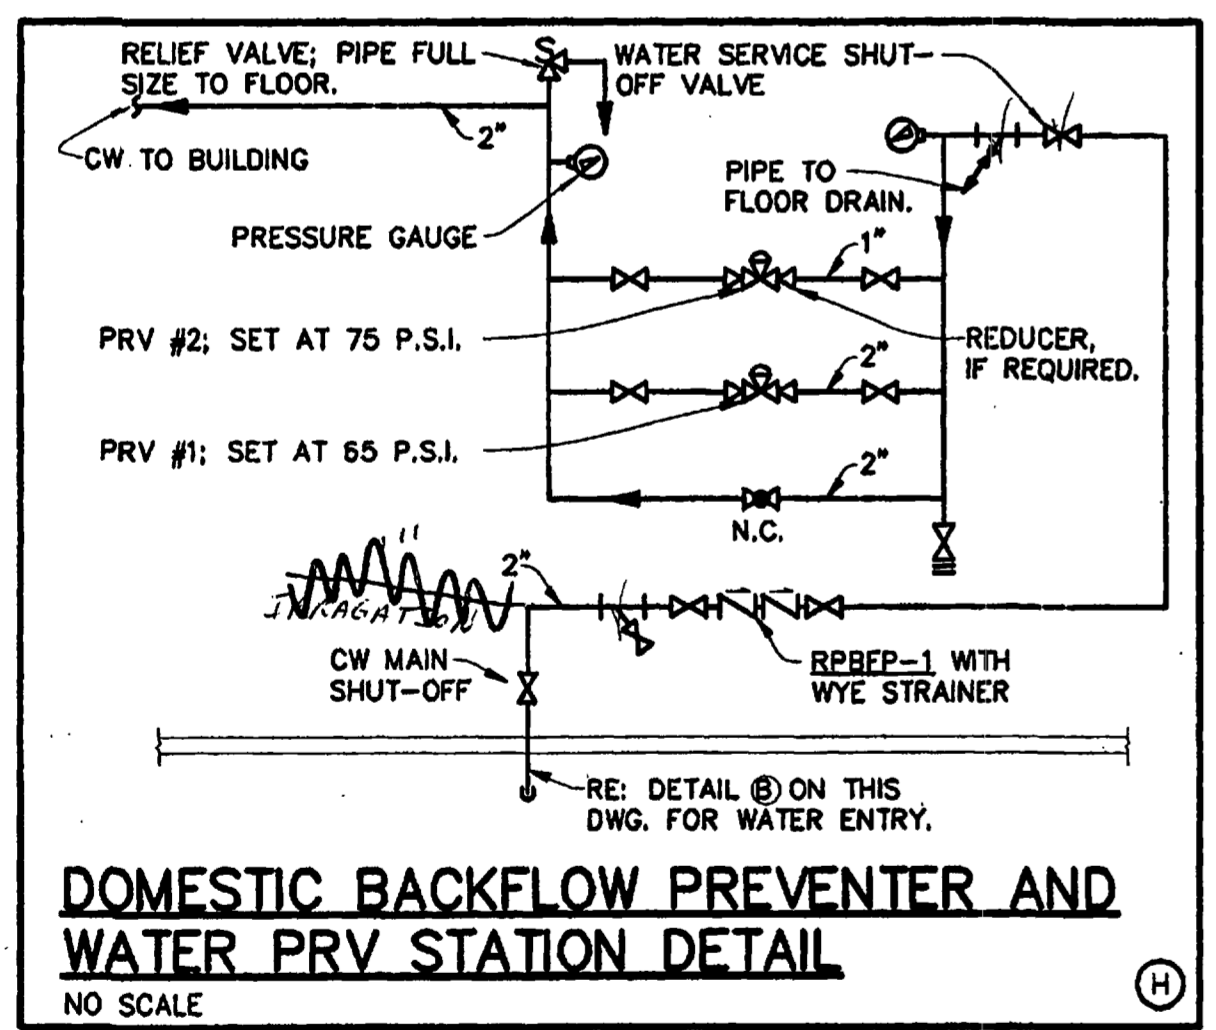 RELIEF VALVE; PIPE FULL
SIZE TO FLOOR.
S
WATER SERVICE SHUT-
OFF VALVE
2"
CW TO BUILDING
PIPE TO
FLOOR DRAIN.
PRESSURE GAUGE
1"
PRV #2; SET AT 75 P.S.I.
REDUCER,
IF REQUIRED.
2"
PRV #1; SET AT 65 P.S.I.
2"
N.C.
2"
IRRAGATION
CW MAIN
SHUT-OFF
RPBFP-1 WITH
WYE STRAINER
RE: DETAIL B ON THIS
DWG. FOR WATER ENTRY.
DOMESTIC BACKFLOW PREVENTER AND
WATER PRV STATION DETAIL
NO SCALE
H